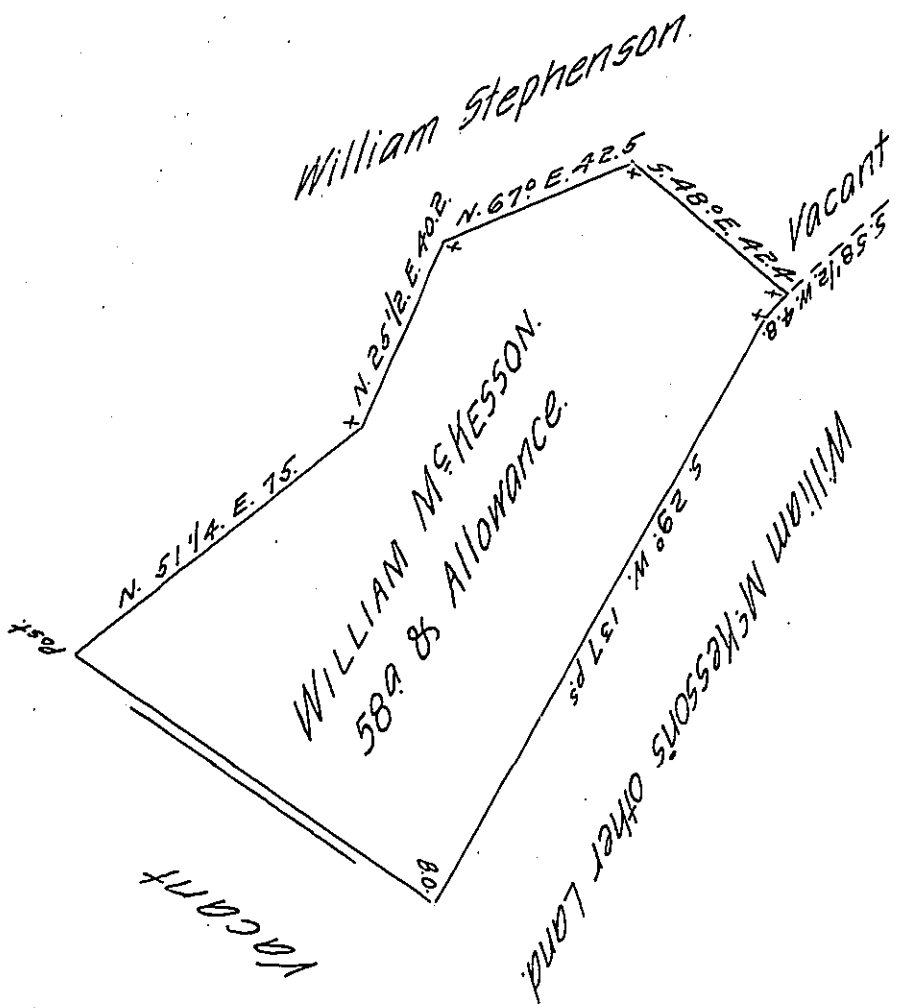 William Stephenson.
N. 67° E. 42.5
S. 48° E. 42.4
Vacant
S. 58 1/2. W. 4.8.
N. 25 1/2. E. 40.2.
N. 51 1/4. E. 75.
Post.
WILLIAM McKESSON.
58a & Allowance.
S. 29° W. 137 ps
William McKesson's other Land.
B.O.
Vacant